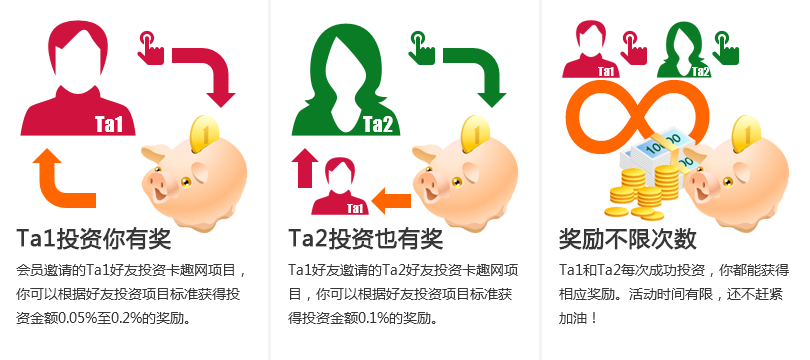 Ta1
Ta1投资你有奖
会员邀请的Ta1好友投资卡趣网项目，
你可以根据好友投资项目标准获得投
资金额0.05%至0.2%的奖励。
Ta2
Ta1
Ta2投资也有奖
Ta1好友邀请的Ta2好友投资卡趣网项
目，你可以根据好友投资项目标准获
得投资金额0.1%的奖励。
Ta1
Ta2
100
奖励不限次数
Ta1和Ta2每次成功投资，你都能获得
相应奖励。活动时间有限，还不赶紧
加油！